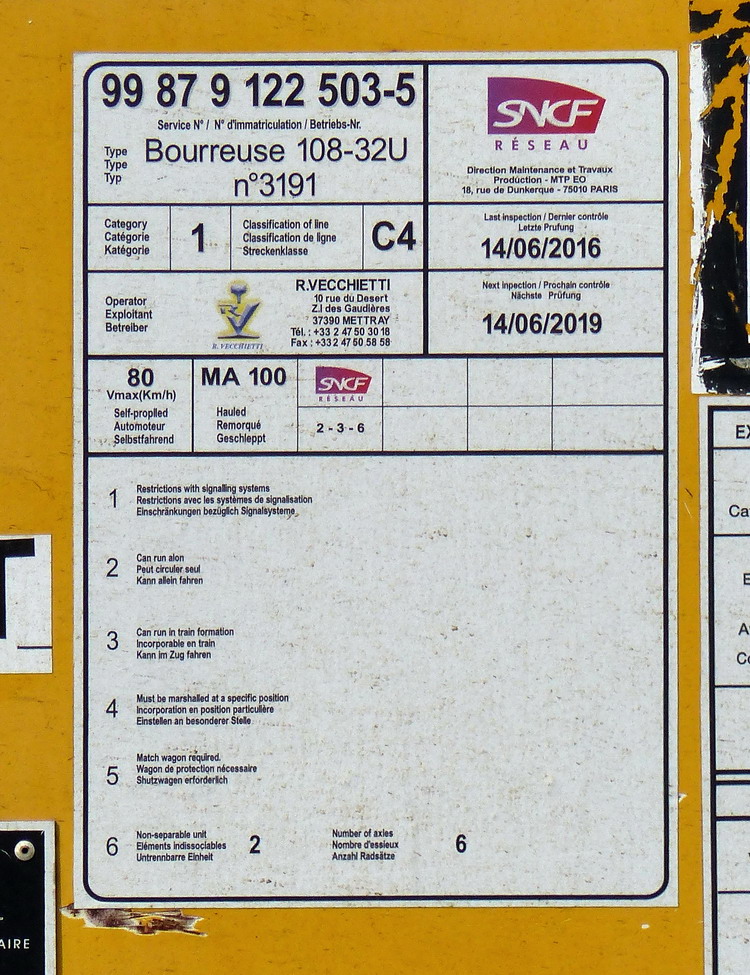 99 87 9 122 503-5
Service N° / N° d'immatriculation / Betriebs-Nr.
Type
Type
Typ
Bourreuse 108-32U
n°3191
SNCF
RÉSEAU
Direction Maintenance et Travaux
Production - MTP EO
18, rue de Dunkerque - 75010 PARIS
Category
Catégorie
Katégorie
1
Classification of line
Classification de ligne
Streckenklasse
C4
Last inspection / Dernier contrôle
Letzte Prufung
14/06/2016
Operator
Exploitant
Betreiber
R.VECCHIETTI
R.VECCHIETTI
10 rue du Desert
Z.I des Gaudières
37390 METTRAY
Tél. : +33 2 47 50 30 18
Fax : +33 2 47 50 58 58
Next inpection / Prochain contrôle
Nächste Prüfung
14/06/2019
80
Vmax(Km/h)
Self-proplled
Automoteur
Selbstfahrend
MA 100
Hauled
Remorqué
Geschleppt
SNCF
RÉSEAU
2 - 3 - 6
1
Restrictions with signalling systems
Restrictions avec les systèmes de signalisation
Einschränkungen bezüglich Signalsysteme
2
Can run alon
Peut circuler seul
Kann allein fahren
3
Can run in train formation
Incorporable en train
Kann im Zug fahren
4
Must be marshalled at a specific position
Incorporation en position particulière
Einstellen an besonderer Stelle
5
Match wagon required.
Wagon de protection nécessaire
Shutzwagen erforderlich
6
Non-separable unit
Eléments indissociables
Untrennbarre Einheit
2
Number of axles
Nombre d'essieux
Anzahl Radsätze
6
T
AIRE
EX
Ca
E
A
Co